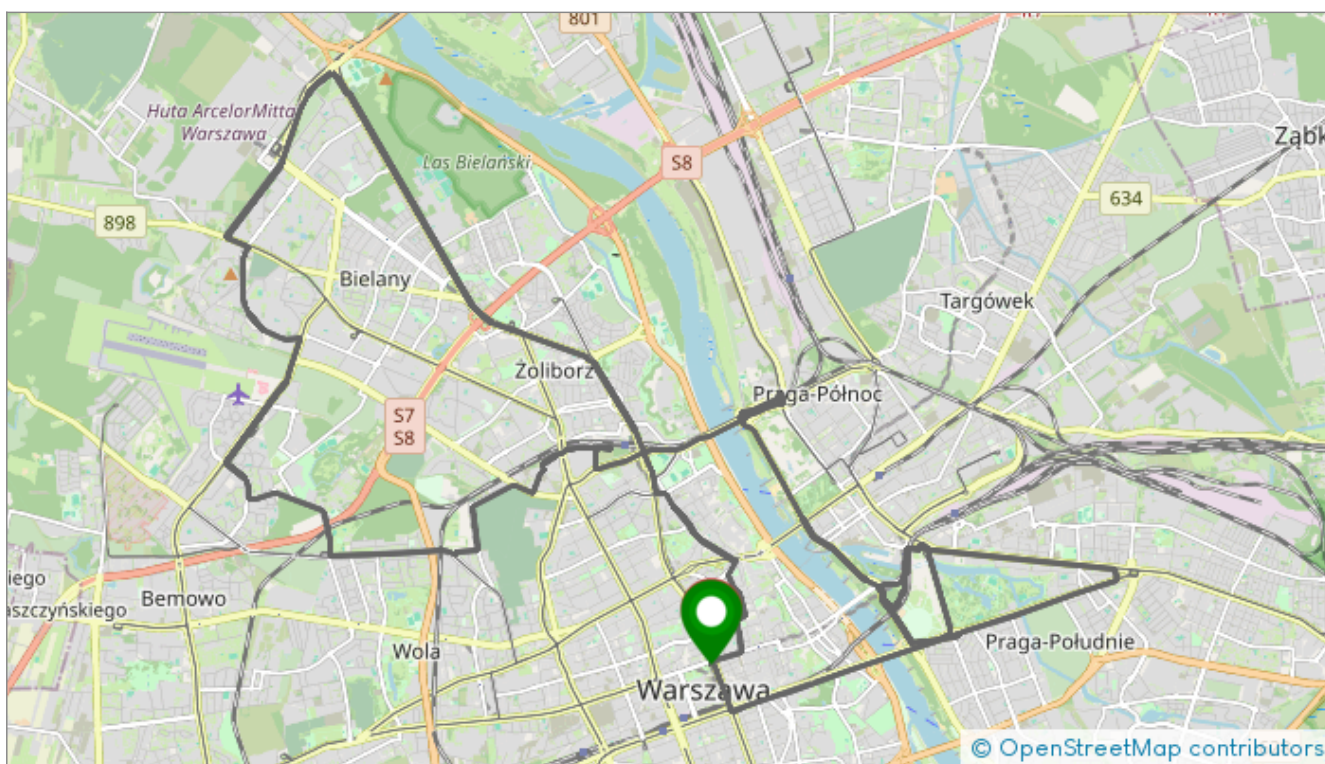 801
Huta ArcelorMitta
Warszawa
Las Bielański
S8
Ząbk
634
898
Bielany
Targówek
Żoliborz
Praga-Północ
S7
S8
iego
aszczyńskiego
Bemowo
Wola
Praga-Południe
Warszawa
© OpenStreetMap contributors